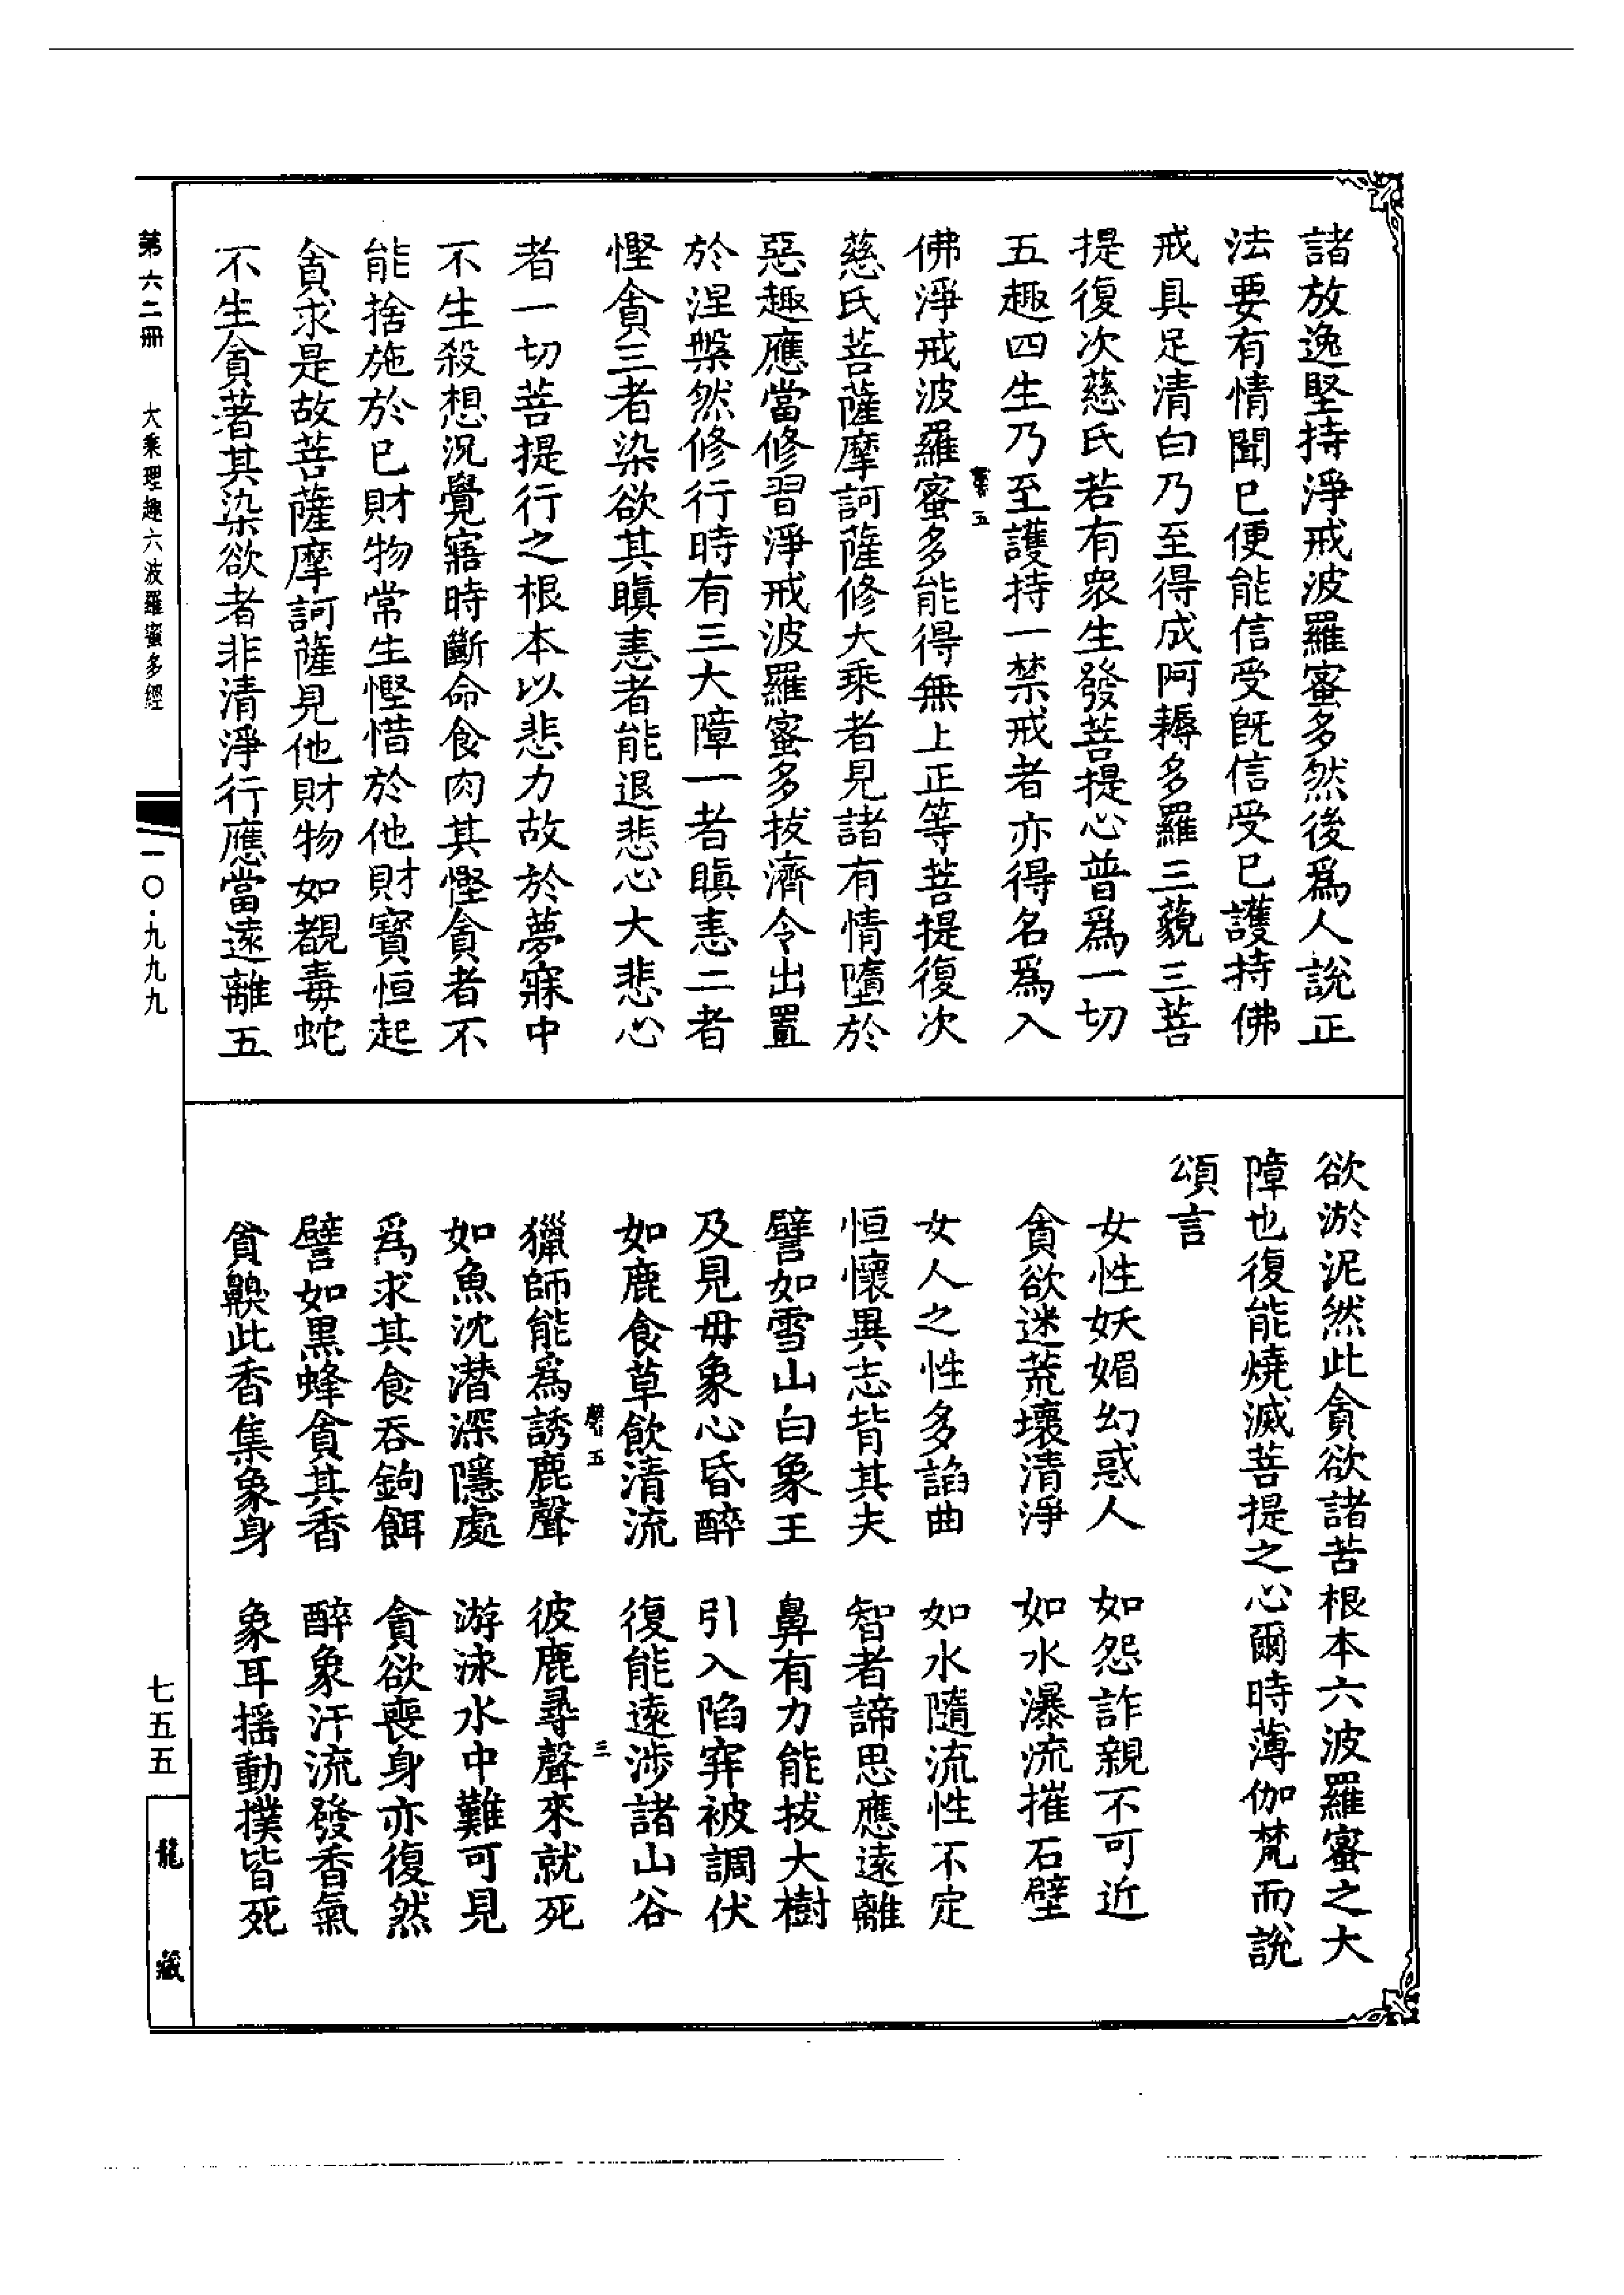 諸放逸堅持淨戒波羅蜜多然後爲人說正
法要有情聞已便能信受既信受已護持佛
戒具足清白乃至得成阿耨多羅三藐三菩
提復次慈氏若有衆生發菩提心普爲一切
五趣四生乃至護持一禁戒者亦得名爲入
佛淨戒波羅蜜多能得無上正等菩提復次
慈氏菩薩摩訶薩修大乘者見諸有情墮於
惡趣應當修習淨戒波羅蜜多拔濟令出置
於涅槃然修行時有三大障一者瞋恚二者
慳貪三者染欲其瞋恚者能退悲心大悲心
者一切菩提行之根本以悲力故於夢寐中
不生殺想況覺寤時斷命食肉其慳貪者不
能捨施於已財物常生慳惜於他財寶恒起
貪求是故菩薩摩訶薩見他財物如覩毒蛇
不生貪著其染欲者非清淨行應當遠離五
欲淤泥然此貪欲諸苦根本六波羅蜜之大
障也復能燒滅菩提之心爾時薄伽梵而說
頌言
女性妖媚幻惑人　如怨詐親不可近
貪欲迷荒壞清淨　如水瀑流摧石壁
女人之性多諂曲　如水隨流性不定
恒懷異志背其夫　智者諦思應遠離
譬如雪山白象王　鼻有力能拔大樹
及見毋象心昏醉　引入陷穽被調伏
如鹿食草飲清流　復能遠涉諸山谷
五
三
獵師能爲誘鹿聲　彼鹿尋聲來就死
如魚沈潛深隱處　游泳水中難可見
爲求其食吞鉤餌　貪欲喪身亦復然
譬如黑蜂貪其香　醉象汗流發香氣
貪齅此香集象身　象耳搖動撲皆死
第六二冊　大乘理趣六波羅蜜多經
一〇·九九九
七五五
龍藏